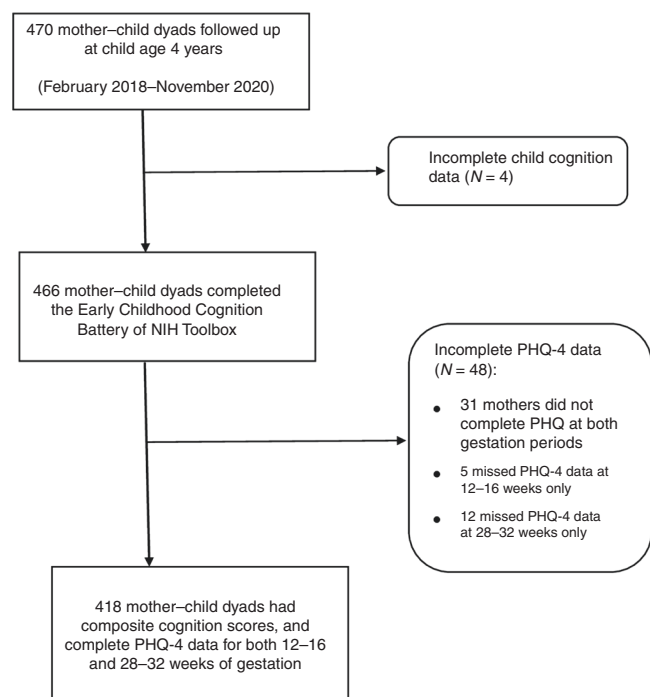 470 mother–child dyads followed up
at child age 4 years
(February 2018–November 2020)
Incomplete child cognition
data (N = 4)
466 mother–child dyads completed
the Early Childhood Cognition
Battery of NIH Toolbox
Incomplete PHQ-4 data
(N = 48):
• 31 mothers did not
complete PHQ at both
gestation periods
• 5 missed PHQ-4 data at
12–16 weeks only
• 12 missed PHQ-4 data
at 28–32 weeks only
418 mother–child dyads had
composite cognition scores, and
complete PHQ-4 data for both 12–16
and 28–32 weeks of gestation